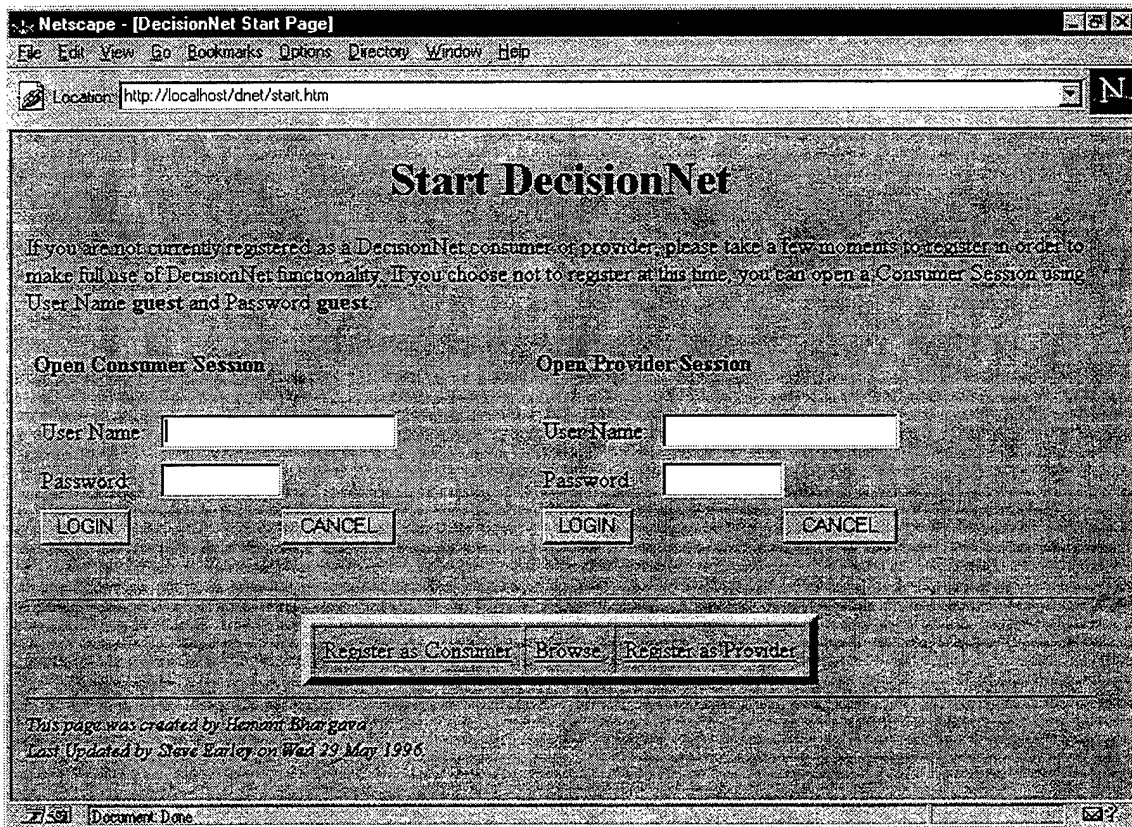 Netscape - [DecisionNet Start Page]
File Edit View Go Bookmarks Options Directory Window Help
Location: http://localhost/dnet/start.htm
N
Start DecisionNet
If you are not currently registered as a DecisionNet consumer or provider, please take a few moments to register in order to
make full use of DecisionNet functionality. If you choose not to register at this time, you can open a Consumer Session using
User Name guest and Password guest.
Open Consumer Session Open Provider Session
User Name: User Name:
Password: Password:
LOGIN CANCEL LOGIN CANCEL
Register as Consumer Browse Register as Provider
This page was created by Hemant Bhargava
Last Updated by Steve Earley on Wed 29 May 1996
Document: Done